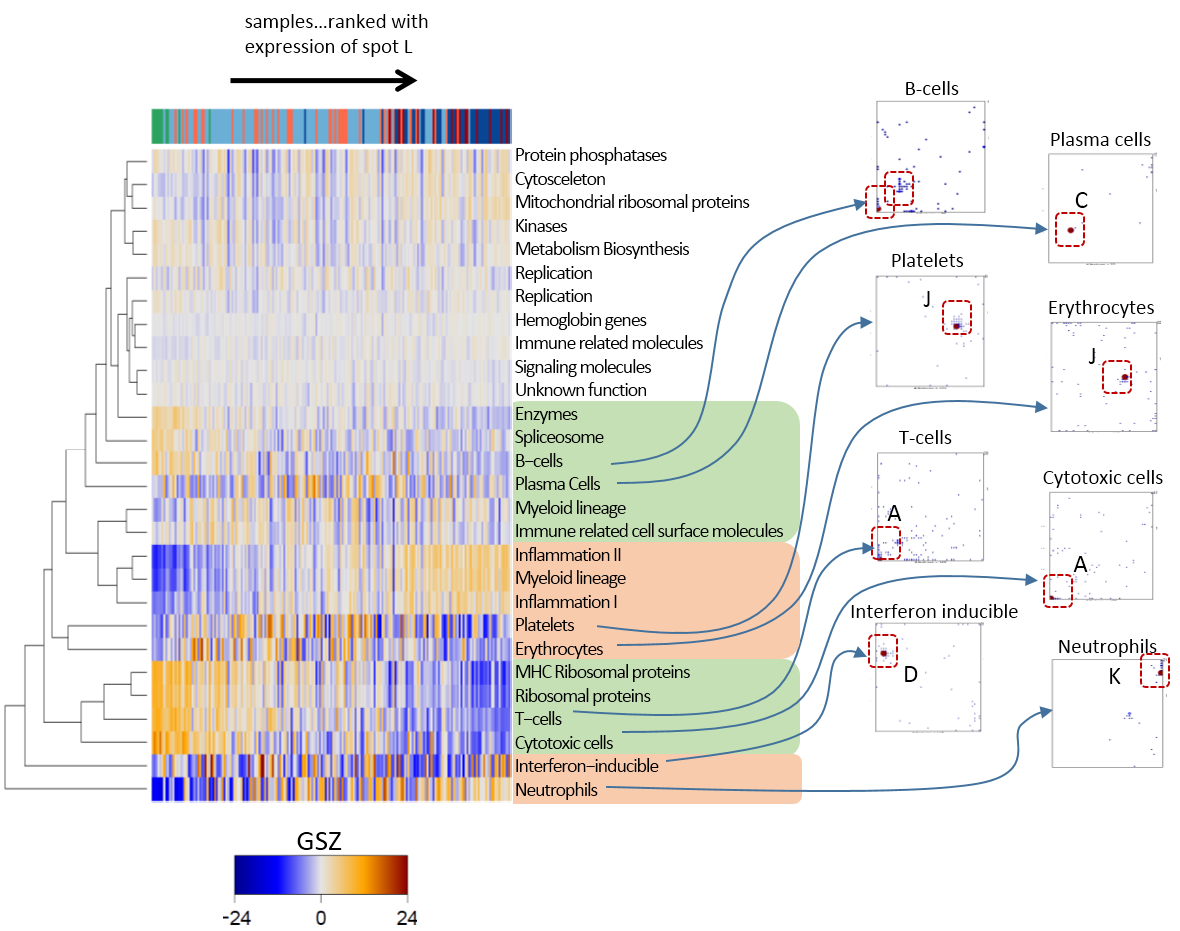 samples...ranked with
expression of spot L
Protein phosphatases
Cytosceleton
Mitochondrial ribosomal proteins
Kinases
Metabolism Biosynthesis
Replication
Replication
Hemoglobin genes
Immune related molecules
Signaling molecules
Unknown function
Enzymes
Spliceosome
B−cells
Plasma Cells
Myeloid lineage
Immune related cell surface molecules
Inflammation II
Myeloid lineage
Inflammation I
Platelets
Erythrocytes
MHC Ribosomal proteins
Ribosomal proteins
T−cells
Cytotoxic cells
Interferon−inducible
Neutrophils
B-cells
Plasma cells
C
Platelets
J
Erythrocytes
J
T-cells
A
Cytotoxic cells
A
Interferon inducible
D
Neutrophils
K
GSZ
-24 0 24